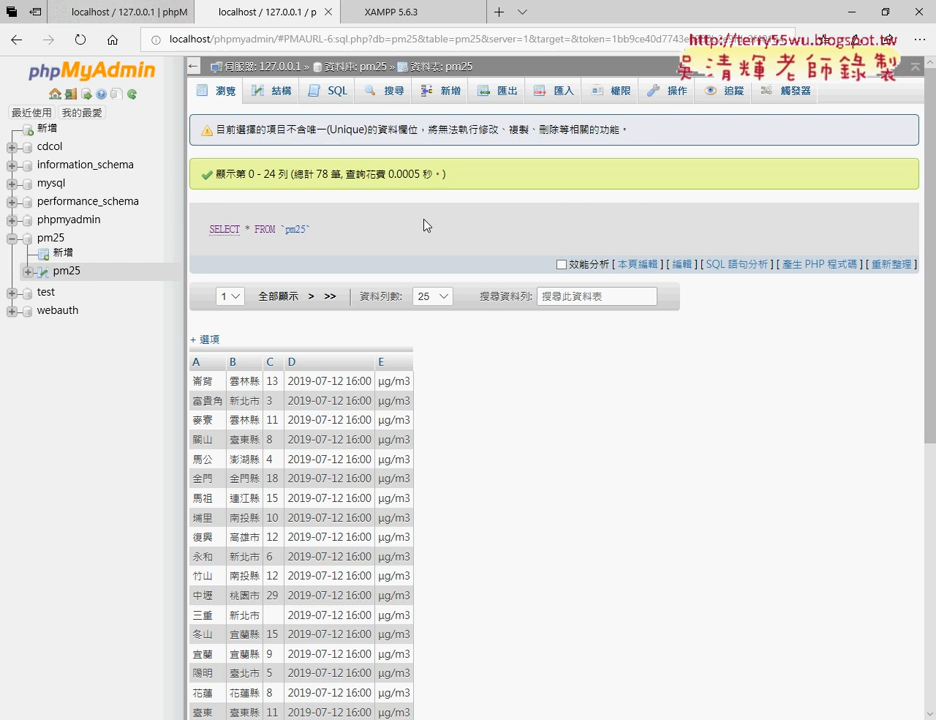 localhost / 127.0.0.1 | phpM
localhost / 127.0.0.1 / p
XAMPP 5.6.3
localhost/phpmyadmin/#PMAURL-6:sql.php?db=pm25&table=pm25&server=1&target=&token=1bb9ce40d7743e
http://terry55wu.blogspot.tw
吳清輝老師錄製
phpMyAdmin
最近使用 我的最愛
新增
cdcol
information_schema
mysql
performance_schema
phpmyadmin
pm25
新增
pm25
test
webauth
伺服器: 127.0.0.1 » 資料庫: pm25 » 資料表: pm25
瀏覽 結構 SQL 搜尋 新增 匯出 匯入 權限 操作 追蹤 觸發器
目前選擇的項目不含唯一(Unique)的資料欄位，將無法執行修改、複製、刪除等相關的功能。
顯示第 0 - 24 列 (總計 78 筆, 查詢花費 0.0005 秒。)
SELECT * FROM `pm25`
效能分析 [ 本頁編輯 ] [ 編輯 ] [ SQL 語句分析 ] [ 產生 PHP 程式碼 ] [ 重新整理 ]
1 全部顯示 > >> 資料列數: 25 搜尋資料列: 搜尋此資料表
+ 選項
A B C D E
崙背 雲林縣 13 2019-07-12 16:00 μg/m3
富貴角 新北市 3 2019-07-12 16:00 μg/m3
麥寮 雲林縣 11 2019-07-12 16:00 μg/m3
關山 臺東縣 8 2019-07-12 16:00 μg/m3
馬公 澎湖縣 4 2019-07-12 16:00 μg/m3
金門 金門縣 18 2019-07-12 16:00 μg/m3
馬祖 連江縣 15 2019-07-12 16:00 μg/m3
埔里 南投縣 10 2019-07-12 16:00 μg/m3
復興 高雄市 12 2019-07-12 16:00 μg/m3
永和 新北市 6 2019-07-12 16:00 μg/m3
竹山 南投縣 12 2019-07-12 16:00 μg/m3
中壢 桃園市 29 2019-07-12 16:00 μg/m3
三重 新北市 2019-07-12 16:00 μg/m3
冬山 宜蘭縣 15 2019-07-12 16:00 μg/m3
宜蘭 宜蘭縣 9 2019-07-12 16:00 μg/m3
陽明 臺北市 5 2019-07-12 16:00 μg/m3
花蓮 花蓮縣 8 2019-07-12 16:00 μg/m3
臺東 臺東縣 11 2019-07-12 16:00 μg/m3